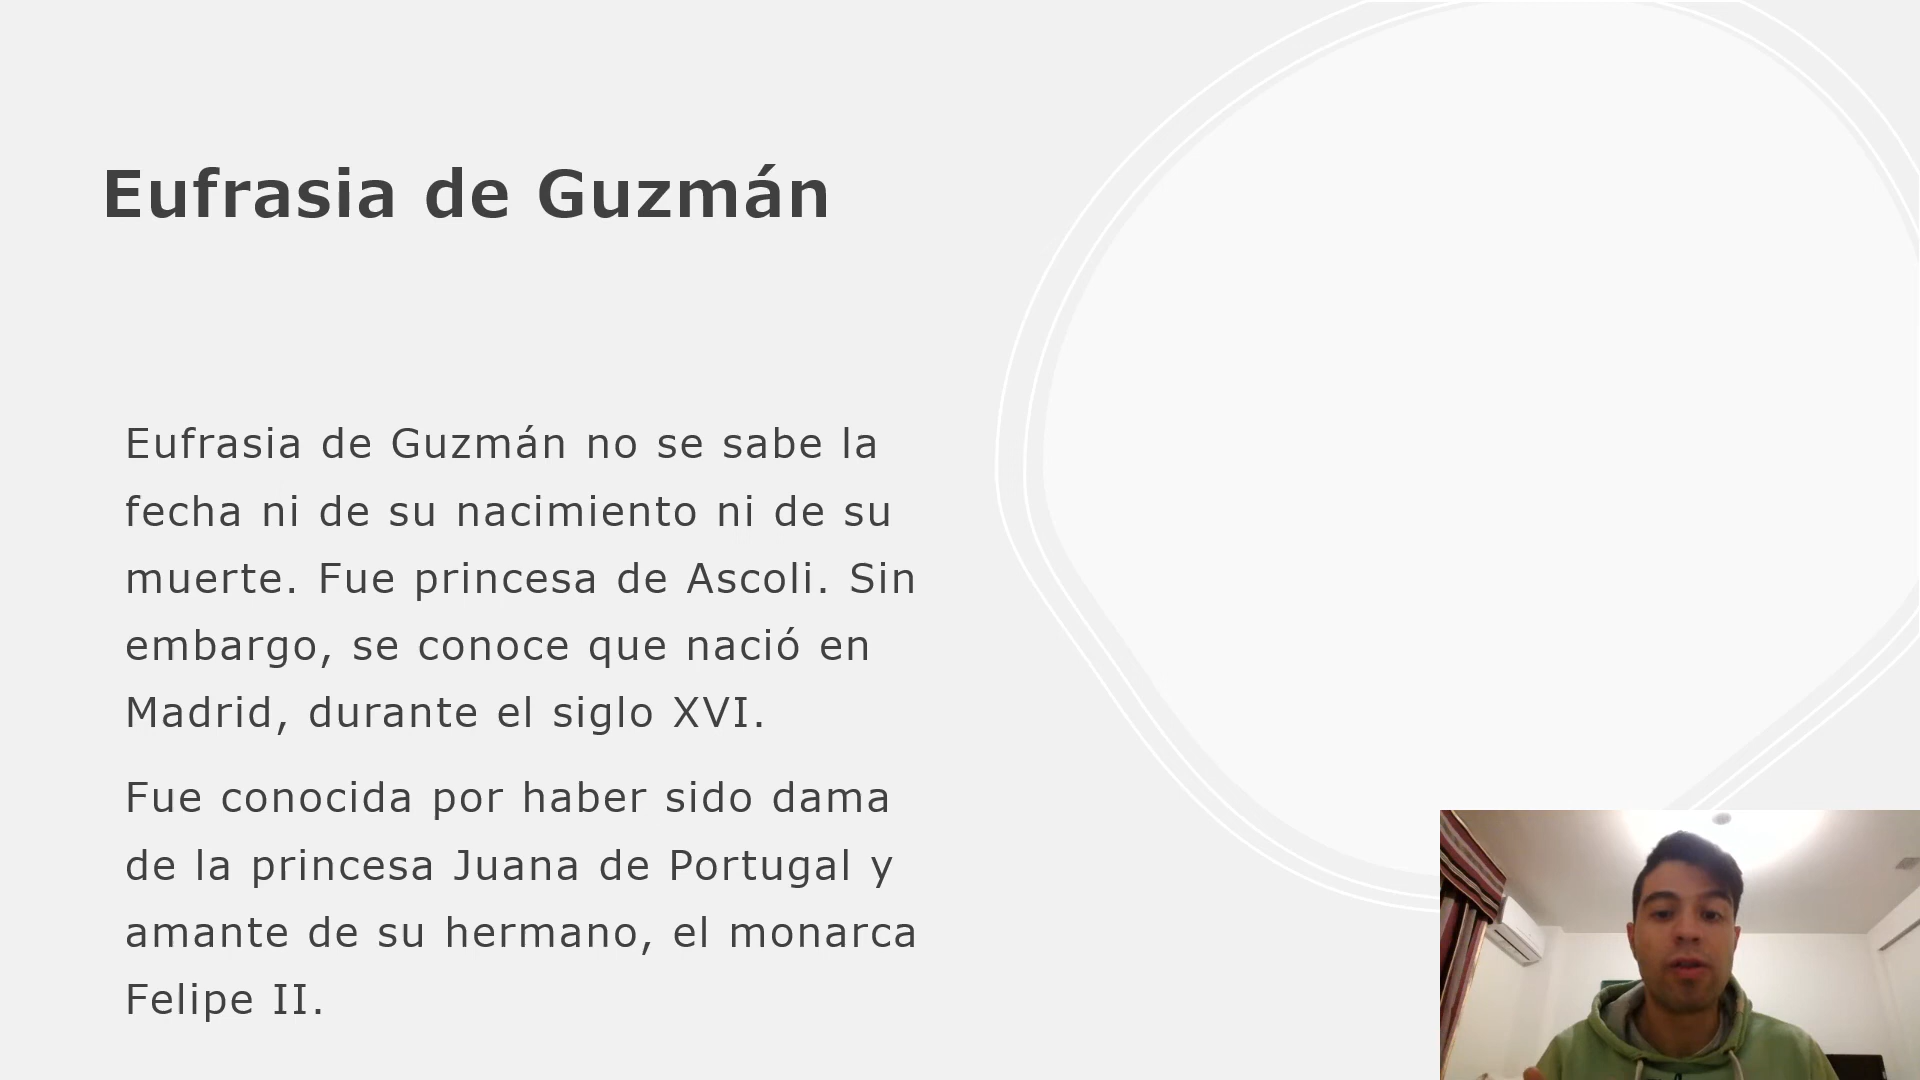 Eufrasia de Guzmán
Eufrasia de Guzmán no se sabe la
fecha ni de su nacimiento ni de su
muerte. Fue princesa de Ascoli. Sin
embargo, se conoce que nació en
Madrid, durante el siglo XVI.
Fue conocida por haber sido dama
de la princesa Juana de Portugal y
amante de su hermano, el monarca
Felipe II.